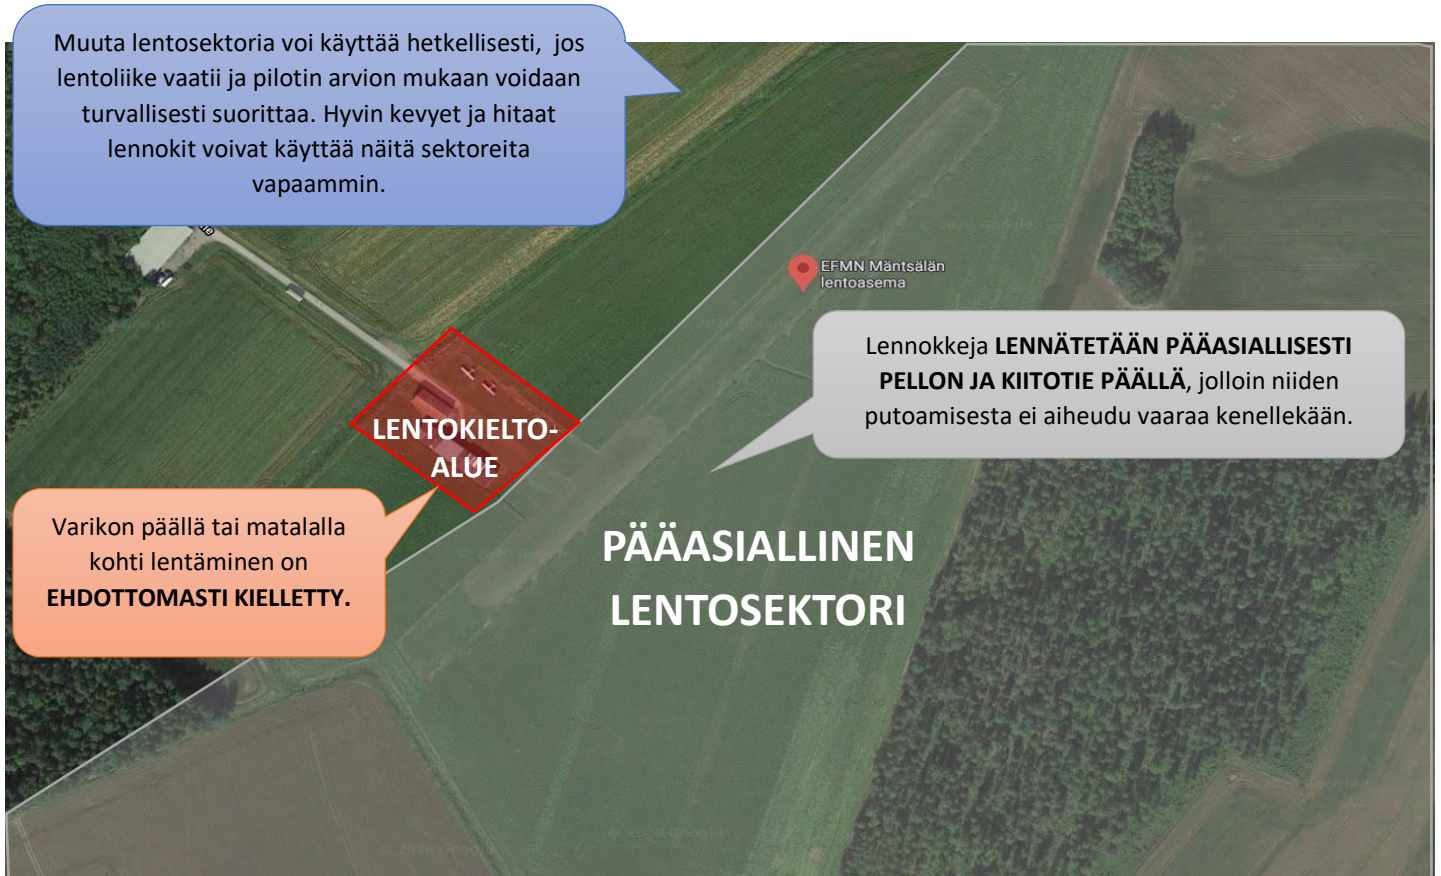 Muuta lentosektoria voi käyttää hetkellisesti, jos
lentoliike vaatii ja pilotin arvion mukaan voidaan
turvallisesti suorittaa. Hyvin kevyet ja hitaat
lennokit voivat käyttää näitä sektoreita
vapaammin.
EFMN Mäntsälän
lentoasema
Lennokkeja LENNÄTETÄÄN PÄÄASIALLISESTI
PELLON JA KIITOTIE PÄÄLLÄ, jolloin niiden
putoamisesta ei aiheudu vaaraa kenellekään.
LENTOKIELTO-
ALUE
Varikon päällä tai matalalla
kohti lentäminen on
EHDOTTOMASTI KIELLETTY.
PÄÄASIALLINEN
LENTOSEKTORI